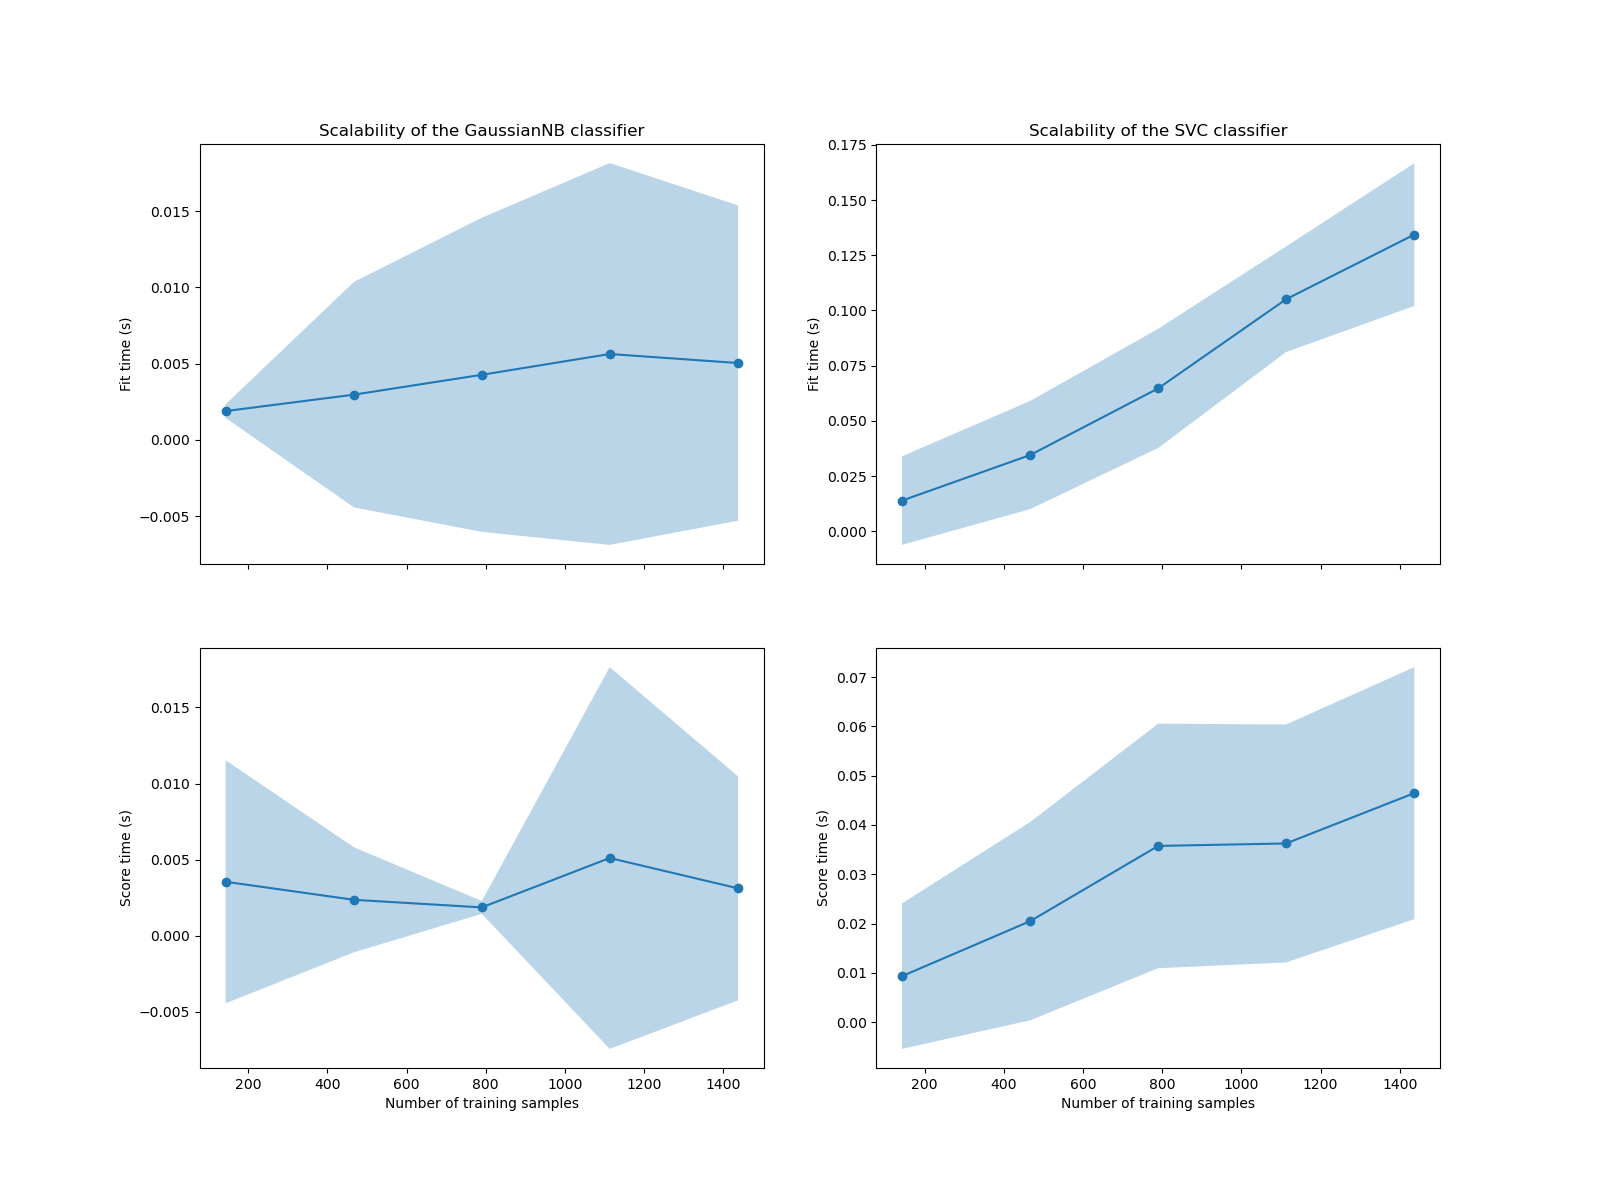 Scalability of the GaussianNB classifier
Fit time (s)
0.015
0.010
0.005
0.000
−0.005
Scalability of the SVC classifier
Fit time (s)
0.175
0.150
0.125
0.100
0.075
0.050
0.025
0.000
Score time (s)
0.015
0.010
0.005
0.000
−0.005
200 400 600 800 1000 1200 1400
Number of training samples
Score time (s)
0.07
0.06
0.05
0.04
0.03
0.02
0.01
0.00
200 400 600 800 1000 1200 1400
Number of training samples